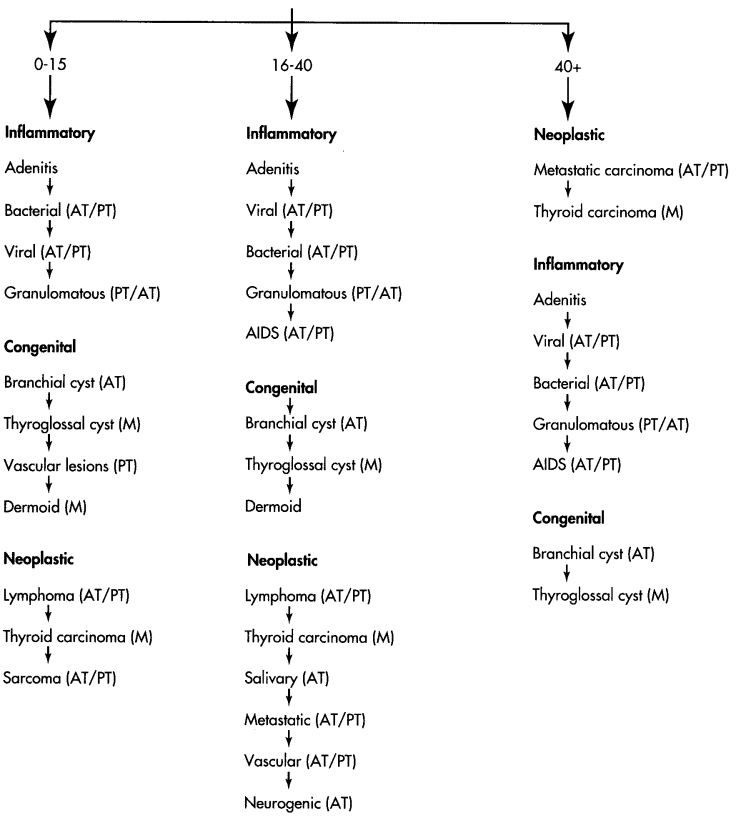 0-15
Inflammatory
Adenitis
Bacterial (AT/PT)
Viral (AT/PT)
Granulomatous (PT/AT)
Congenital
Branchial cyst (AT)
Thyroglossal cyst (M)
Vascular lesions (PT)
Dermoid (M)
Neoplastic
Lymphoma (AT/PT)
Thyroid carcinoma (M)
Sarcoma (AT/PT)
16-40
Inflammatory
Adenitis
Viral (AT/PT)
Bacterial (AT/PT)
Granulomatous (PT/AT)
AIDS (AT/PT)
Congenital
Branchial cyst (AT)
Thyroglossal cyst (M)
Dermoid
Neoplastic
Lymphoma (AT/PT)
Thyroid carcinoma (M)
Salivary (AT)
Metastatic (AT/PT)
Vascular (AT/PT)
Neurogenic (AT)
40+
Neoplastic
Metastatic carcinoma (AT/PT)
Thyroid carcinoma (M)
Inflammatory
Adenitis
Viral (AT/PT)
Bacterial (AT/PT)
Granulomatous (PT/AT)
AIDS (AT/PT)
Congenital
Branchial cyst (AT)
Thyroglossal cyst (M)